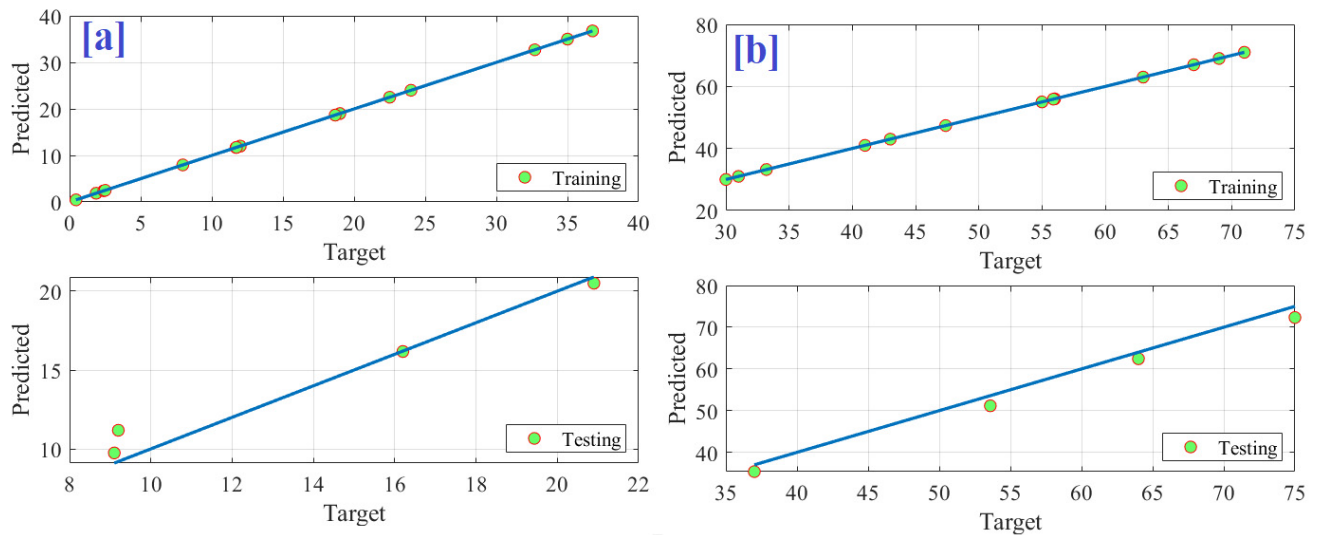 [a]
Predicted
40
30
20
10
0
Training
0 5 10 15 20 25 30 35 40
Target
[b]
Predicted
80
60
40
20
Training
30 35 40 45 50 55 60 65 70 75
Target
Predicted
20
15
10
Testing
8 10 12 14 16 18 20 22
Target
Predicted
80
70
60
50
40
Testing
35 40 45 50 55 60 65 70 75
Target